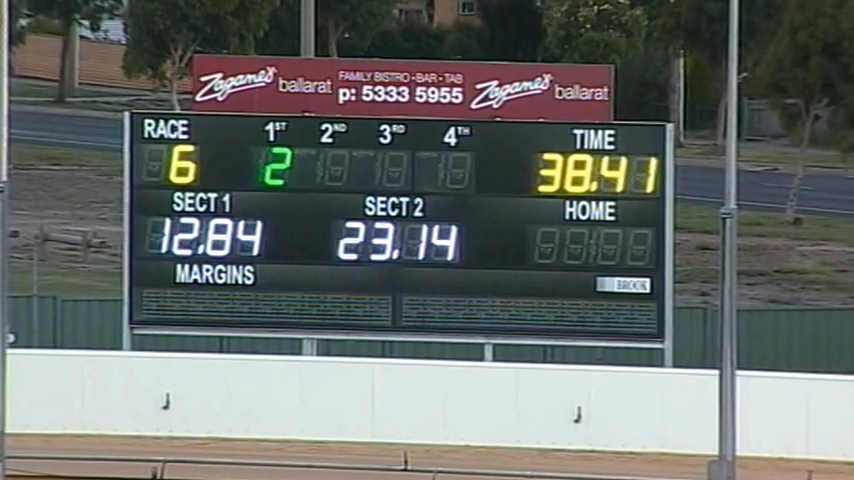 Zagame's ballarat FAMILY BISTRO • BAR • TAB Zagame's ballarat
p: 5333 5955
RACE 1ST 2ND 3RD 4TH TIME
6 2 38.41
SECT 1 SECT 2 HOME
12.84 23.14
MARGINS